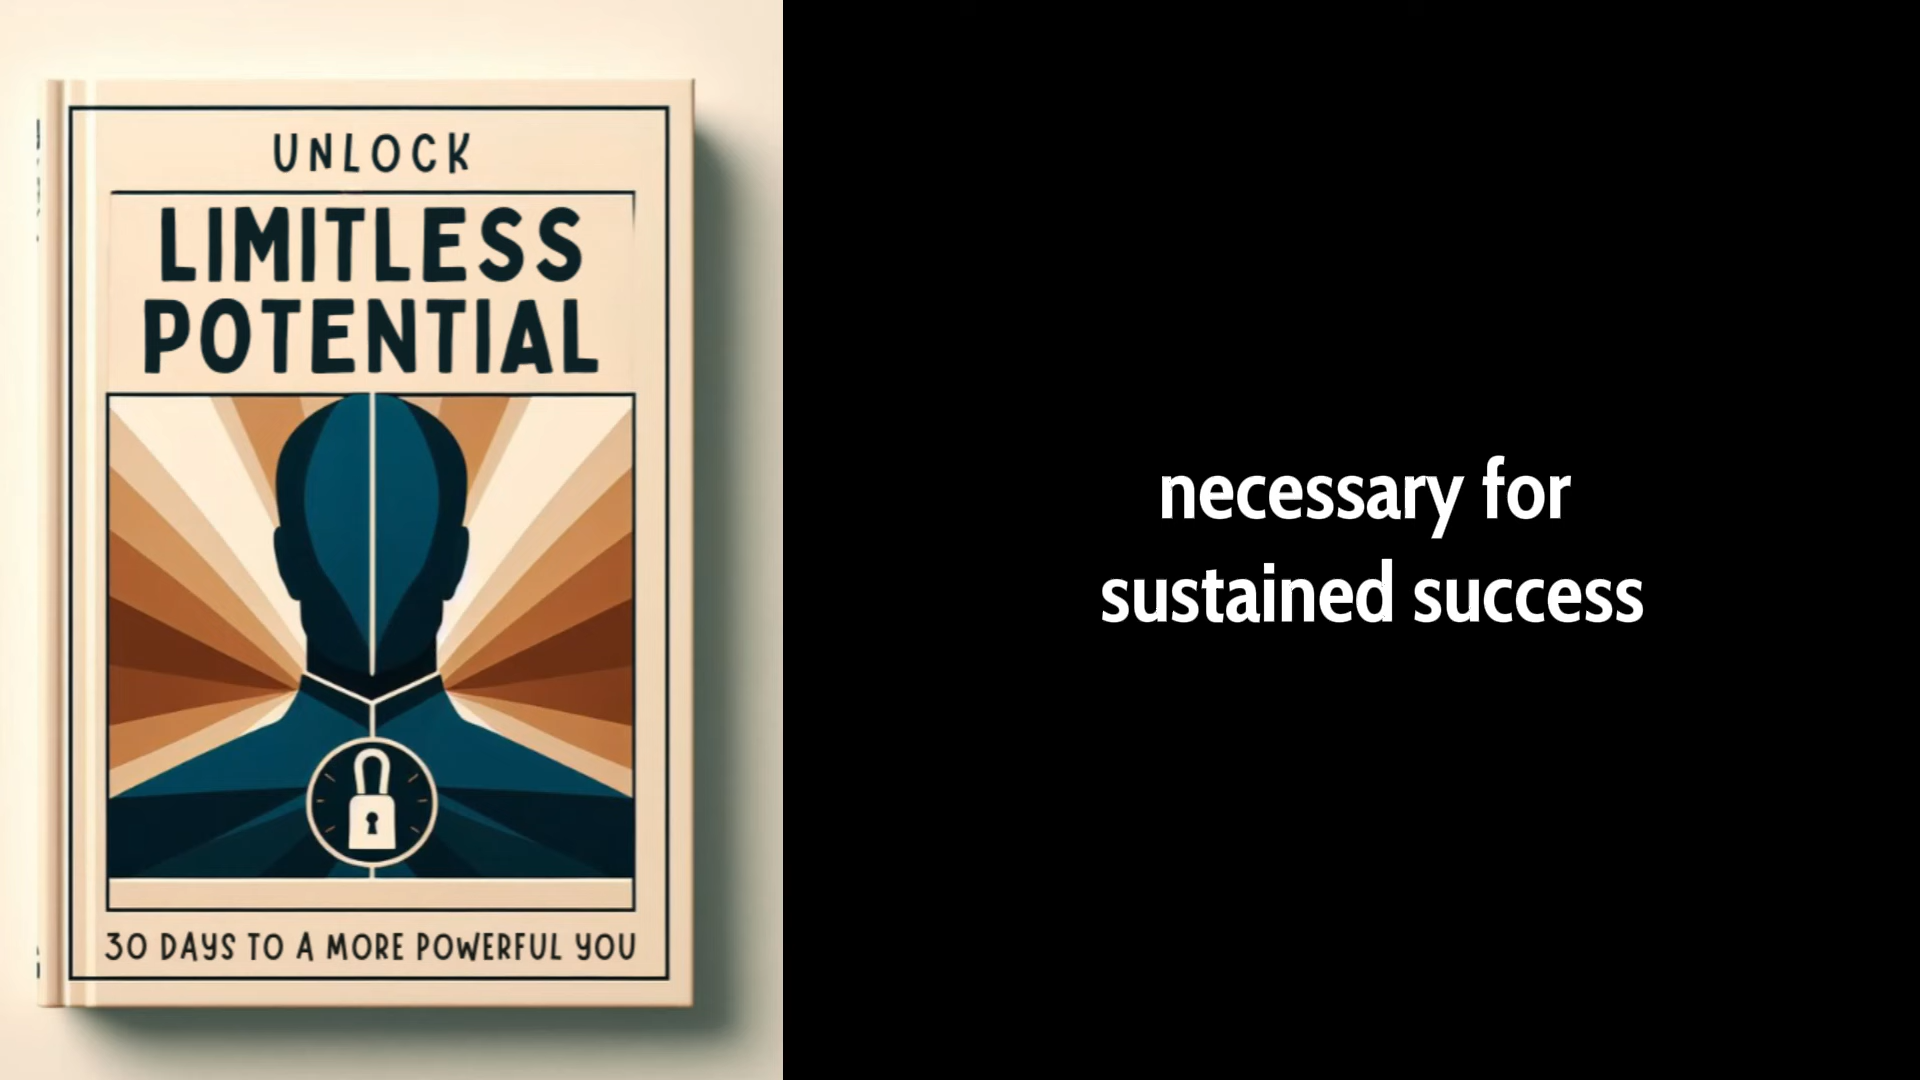 UNLOCK
LIMITLESS
POTENTIAL
30 DAYS TO A MORE POWERFUL YOU
necessary for
sustained success